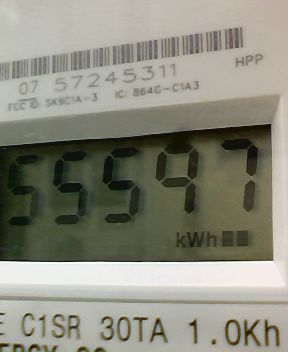 HPP
07 57245311
FCC ID: SK9C1A-3 IC: 864G-C1A3
55597
kWh
E C1SR 30TA 1.0Kh